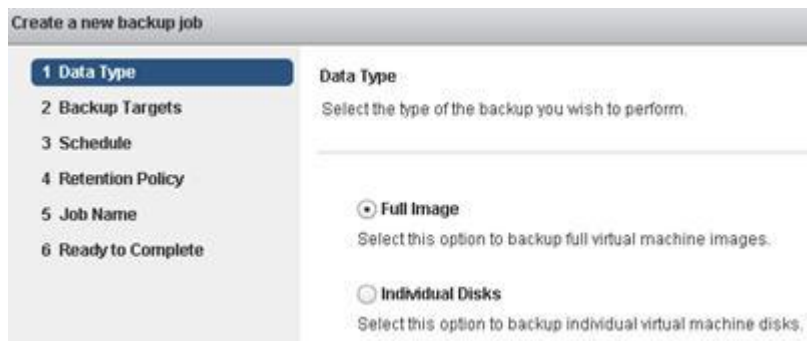 Create a new backup job
1 Data Type
2 Backup Targets
3 Schedule
4 Retention Policy
5 Job Name
6 Ready to Complete
Data Type
Select the type of the backup you wish to perform.
Full Image
Select this option to backup full virtual machine images.
Individual Disks
Select this option to backup individual virtual machine disks.